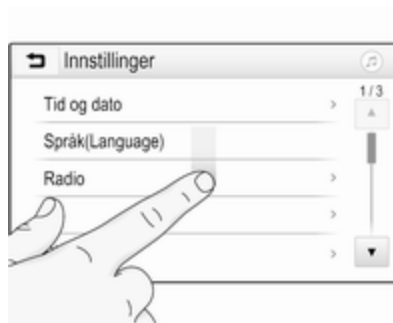 Innstillinger
1/3
Tid og dato
Språk(Language)
Radio